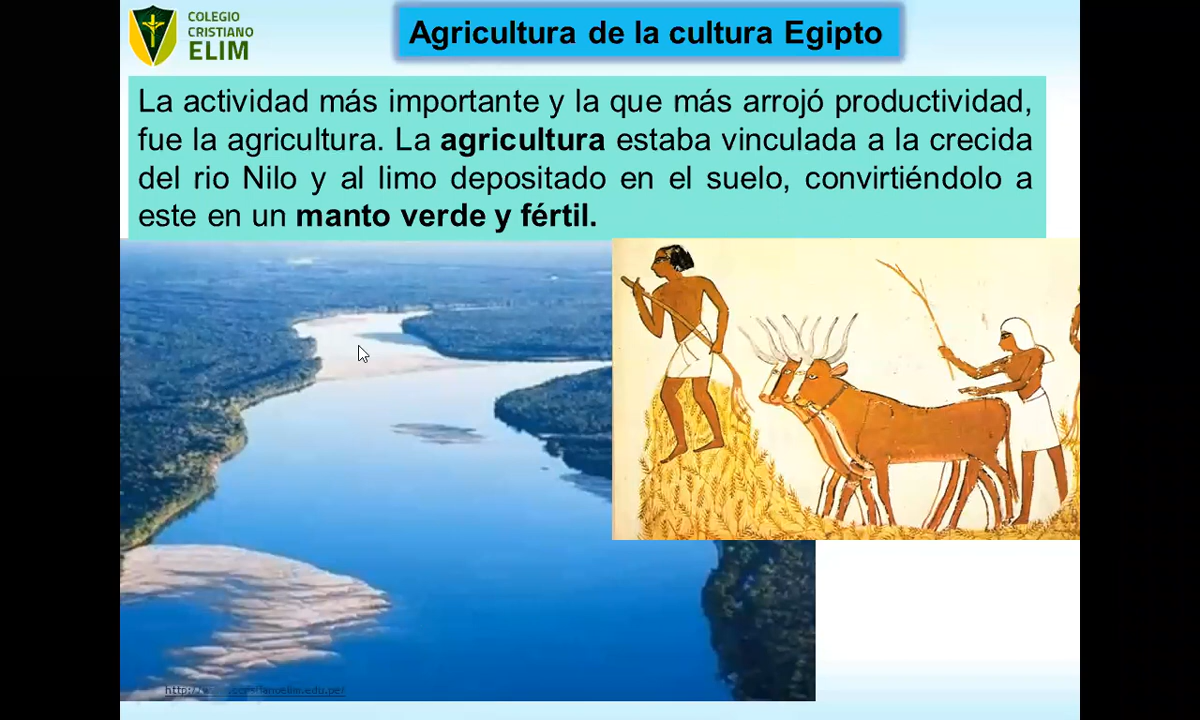 COLEGIO
CRISTIANO
ELIM
Agricultura de la cultura Egipto
La actividad más importante y la que más arrojó productividad,
fue la agricultura. La agricultura estaba vinculada a la crecida
del rio Nilo y al limo depositado en el suelo, convirtiéndolo a
este en un manto verde y fértil.